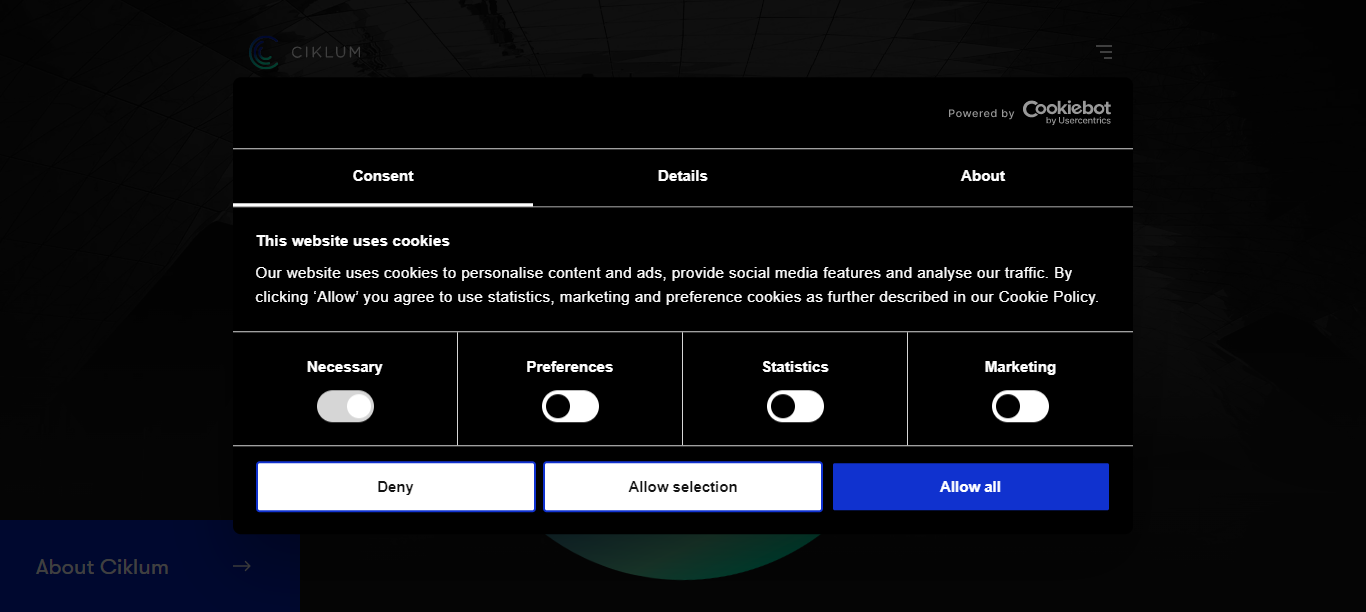 CIKLUM
Powered by Cookiebot
by Usercentrics
Consent
Details
About
This website uses cookies
Our website uses cookies to personalise content and ads, provide social media features and analyse our traffic. By
clicking ‘Allow’ you agree to use statistics, marketing and preference cookies as further described in our Cookie Policy.
Necessary
Preferences
Statistics
Marketing
Deny
Allow selection
Allow all
About Ciklum